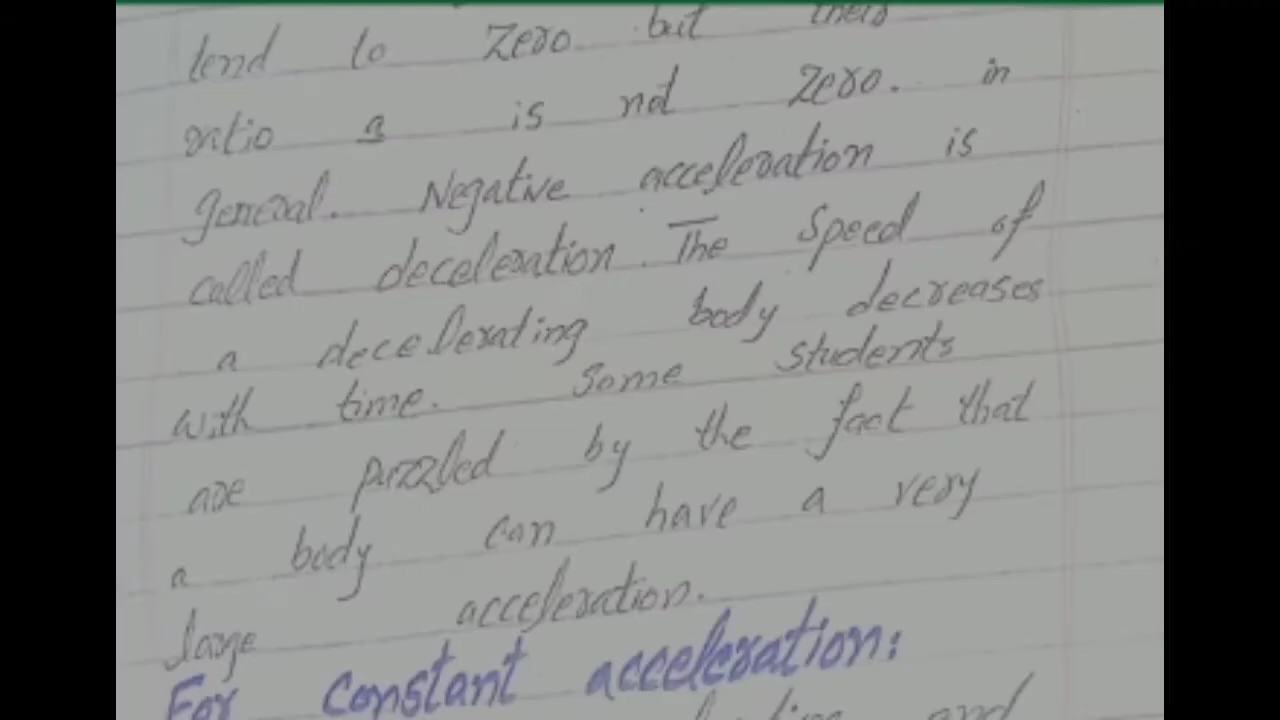 tend to Zero but their
ratio a is not Zero. in
general. Negative acceleration is
called deceleration. The Speed of
a decelerating body decreases
with time. Some students
are puzzled by the fact that
a body can have a very
large acceleration.
For constant acceleration:
and